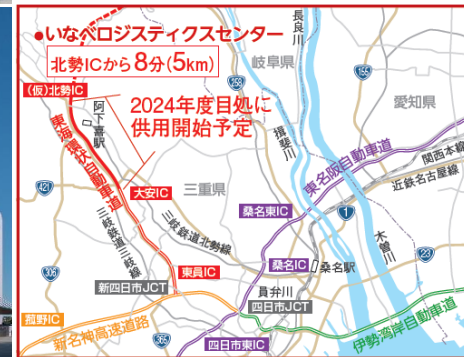 ●いなべロジスティクスセンター
北勢ICから8分(5km)
(仮)北勢IC
阿下喜駅
2024年度目処に
供用開始予定
東海環状自動車道
421
大安IC
三重県
三岐鉄道三岐線
三岐鉄道北勢線
306
東員IC
新四日市JCT
菰野IC
新名神高速道路
365
四日市東IC
四日市JCT
員弁川
桑名IC
桑名駅
桑名東IC
258
岐阜県
長良川
揖斐川
155
愛知県
東名阪自動車道
関西本線
近鉄名古屋線
1
木曽川
23
伊勢湾岸自動車道